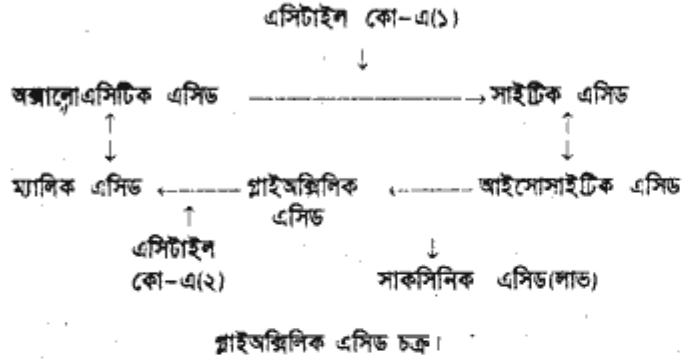 এসিটাইল কো-এ(১)
অক্সালোএসিটিক এসিড → সাইট্রিক এসিড
ম্যালিক এসিড ← গ্লাইঅক্সিলিক ← আইসোসাইট্রিক এসিড
এসিড
এসিটাইল
কো-এ(২) সাকসিনিক এসিড(লাভ)
গ্লাইঅক্সিলিক এসিড চক্র।